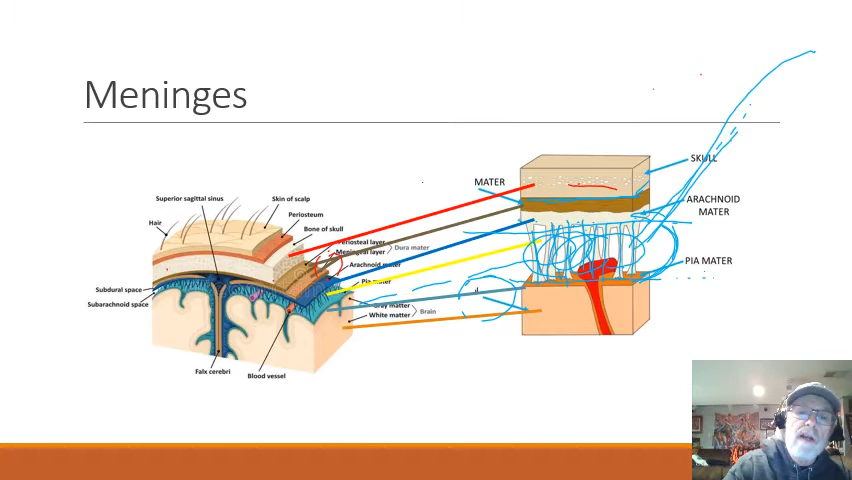 Meninges
SKULL
MATER
ARACHNOID
MATER
PIA MATER
Superior sagittal sinus
Skin of scalp
Periosteum
Hair
Bone of skull
Periosteal layer
Meningeal layer
Dura mater
Arachnoid mater
Pia mater
Subdural space
Subarachnoid space
Gray matter
White matter
Brain
Falx cerebri
Blood vessel